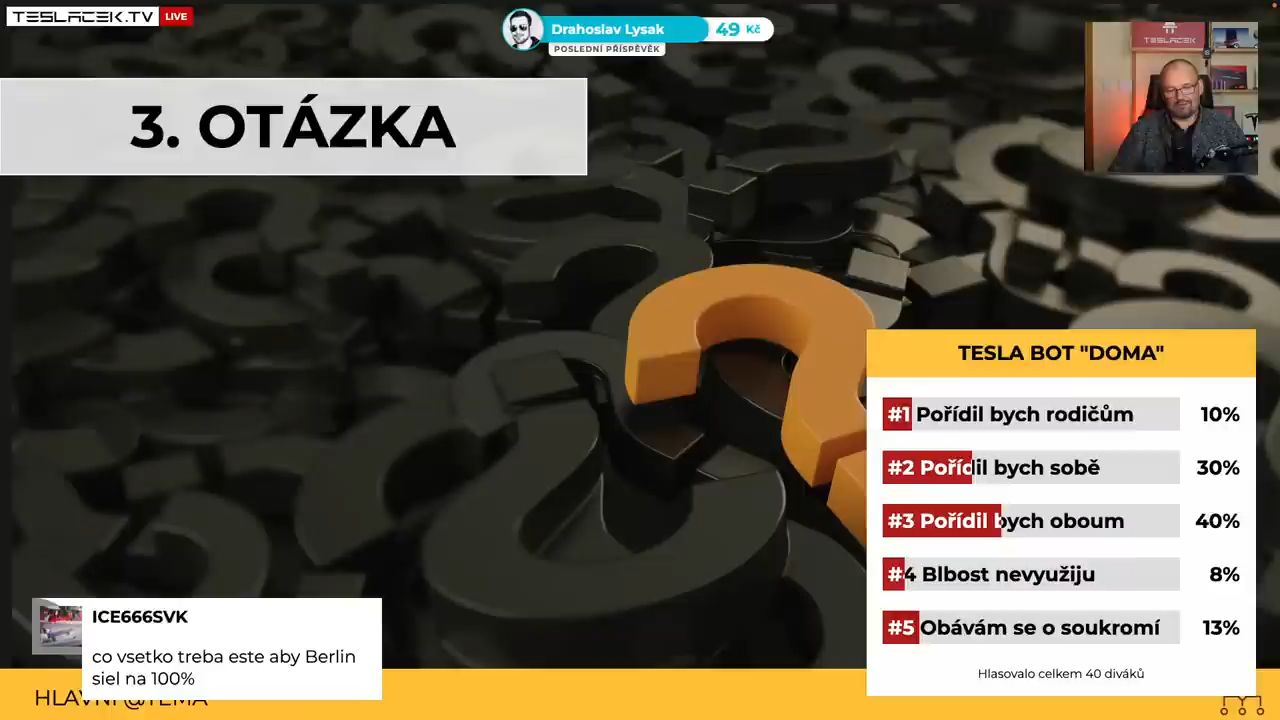 TESLACEK.TV LIVE
Drahoslav Lysak 49 Kč
POSLEDNÍ PŘÍSPĚVEK
TESLACEK
3. OTÁZKA
TESLA BOT "DOMA"
#1 Pořídil bych rodičům 10%
#2 Pořídil bych sobě 30%
#3 Pořídil bych oboum 40%
#4 Blbost nevyužiju 8%
#5 Obávám se o soukromí 13%
Hlasovalo celkem 40 diváků
ICE666SVK
co vsetko treba este aby Berlin
siel na 100%
HLAVNÍ @TÉMA